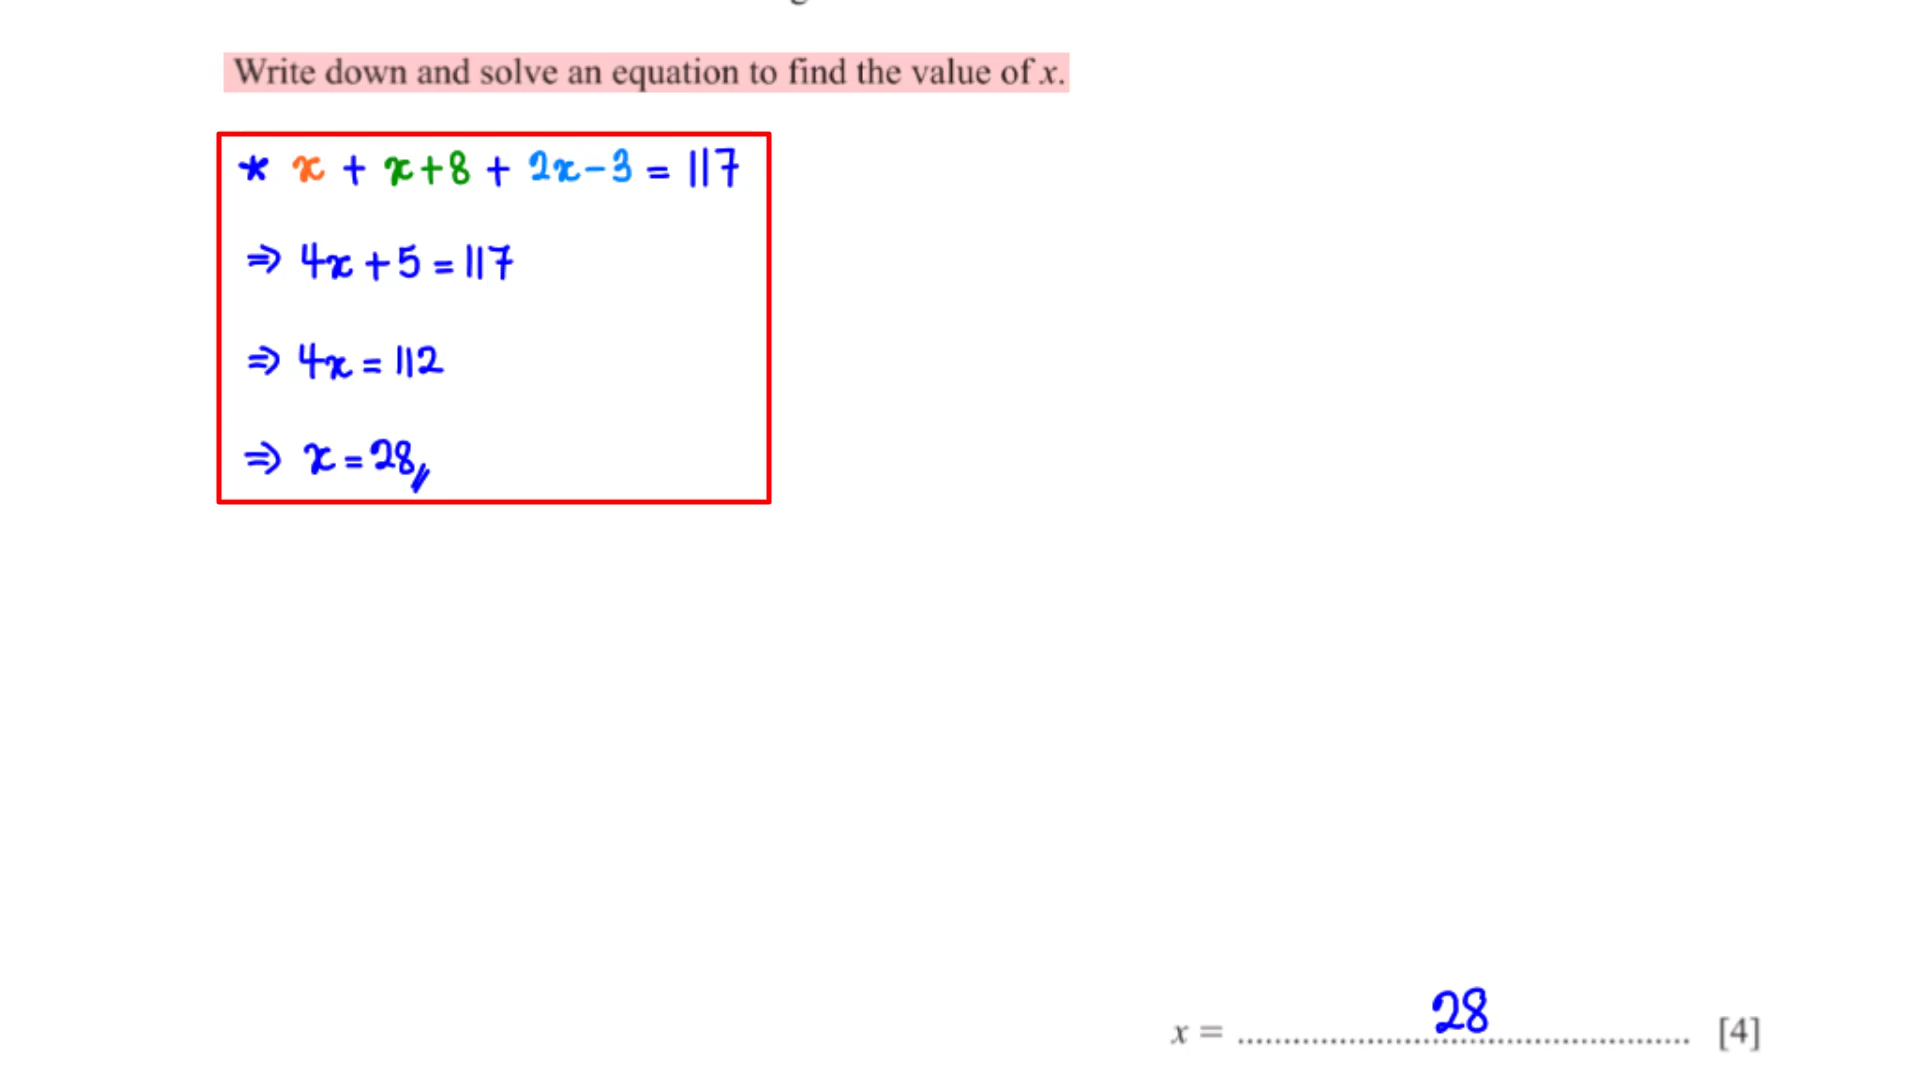 Write down and solve an equation to find the value of x.
* x + x+8 + 2x-3 = 117
⇒ 4x+5=117
⇒ 4x=112
⇒ x=28//
x = .................28................. [4]